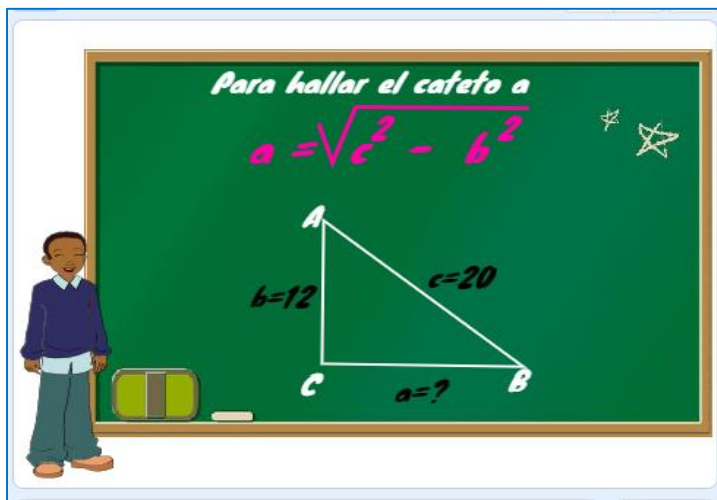 Para hallar el cateto a
a = √c² - b²
A
b=12
c=20
C
a=?
B